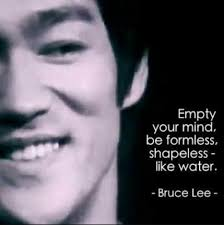 Empty
your mind,
be formless,
shapeless -
like water.
- Bruce Lee -